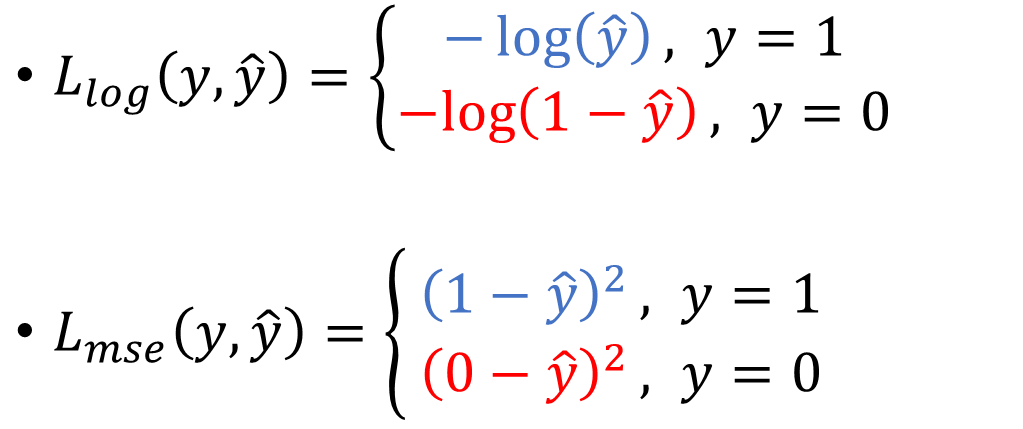 • L_log(y, ŷ) = { − log(ŷ), y = 1
−log(1 − ŷ), y = 0
• L_mse(y, ŷ) = { (1 − ŷ)², y = 1
(0 − ŷ)², y = 0